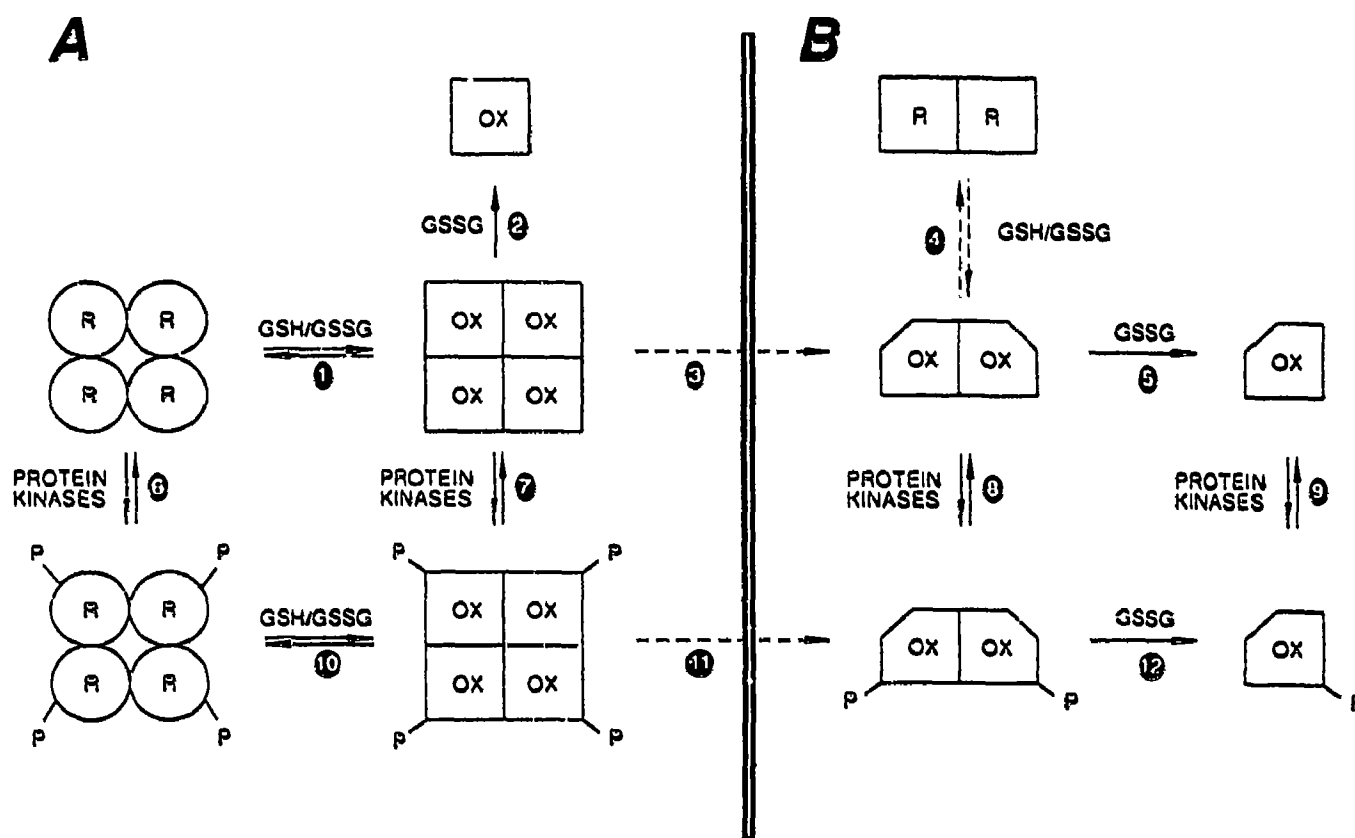 A
B
OX
R R
GSSG 2
4 GSH/GSSG
R R
GSH/GSSG
OX OX
OX OX
GSSG
OX
1
3
5
R R
OX OX
PROTEIN
KINASES
6
PROTEIN
KINASES
7
PROTEIN
KINASES
8
PROTEIN
KINASES
9
P P
P P
R R
GSH/GSSG
OX OX
OX OX
GSSG
OX
10
11
12
R R
OX OX
P P
P P
P P